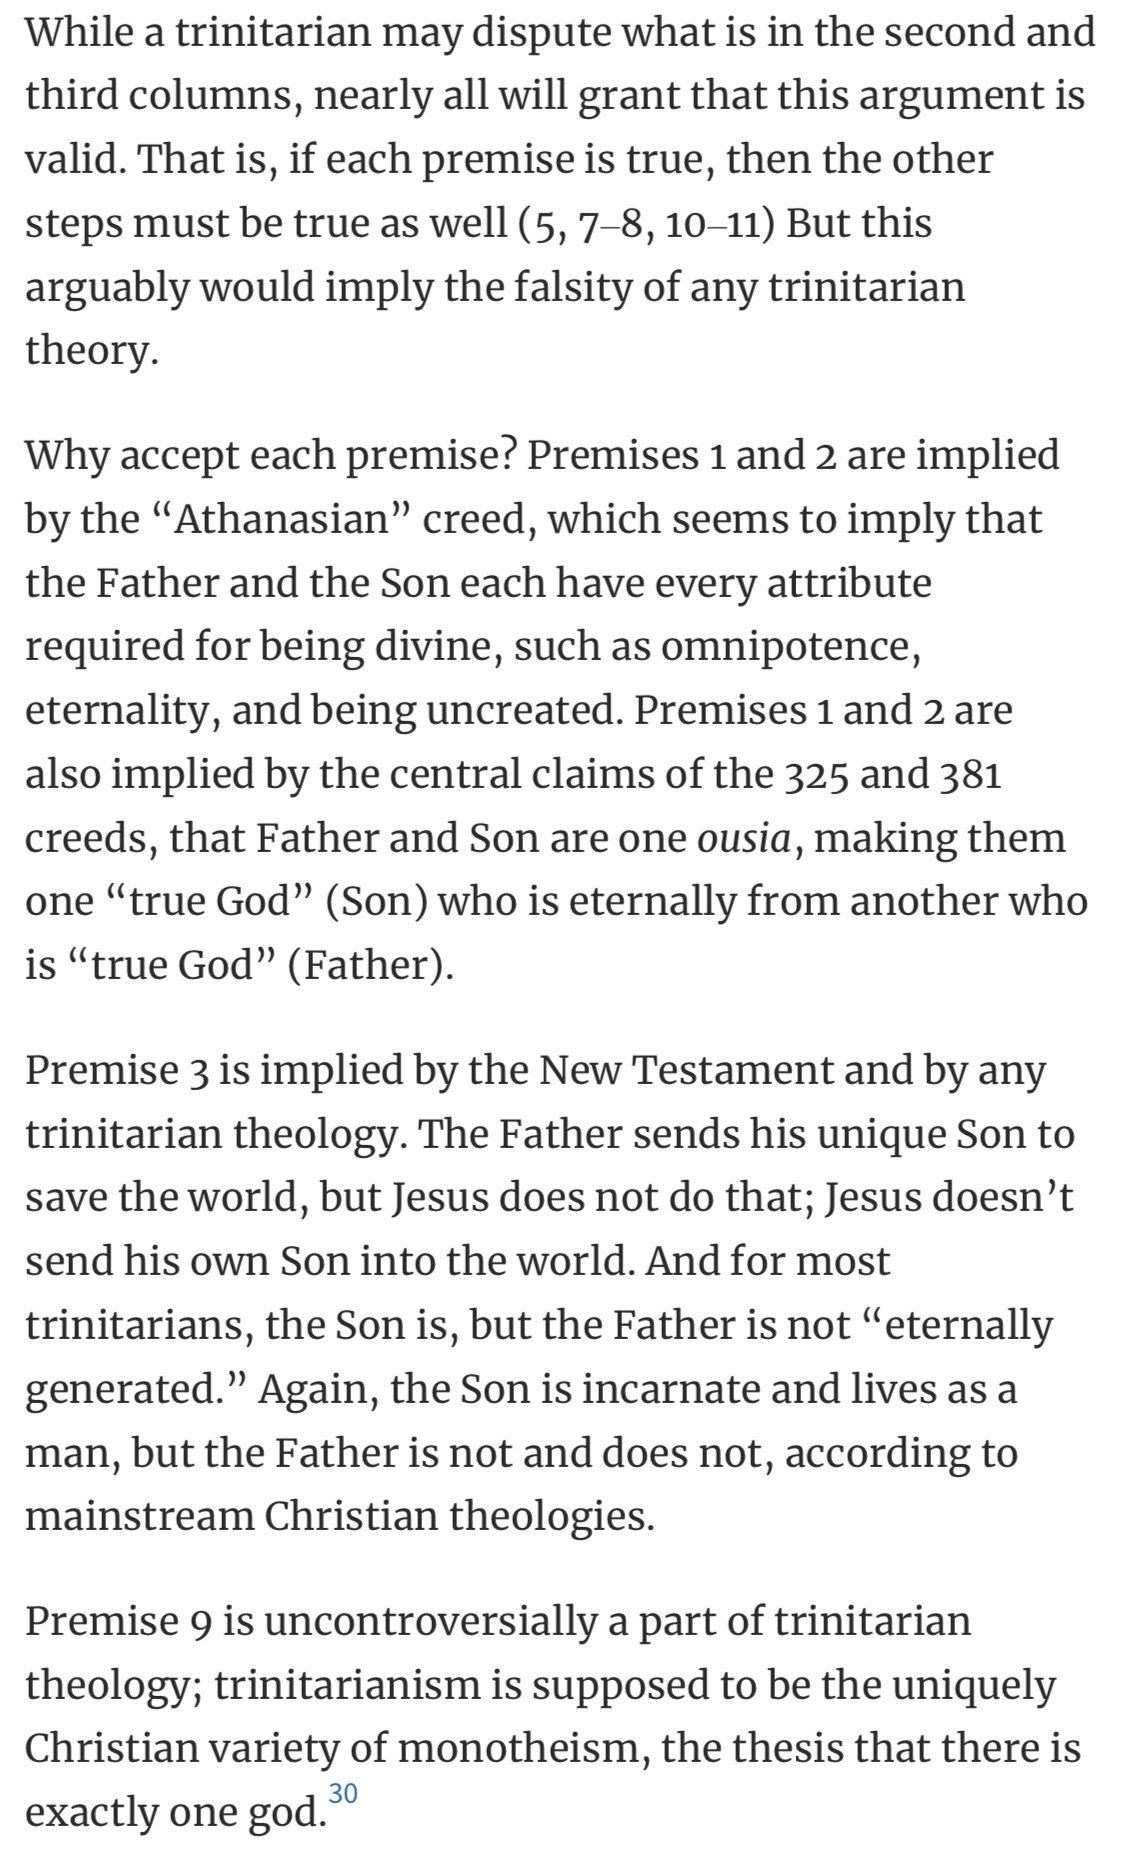 While a trinitarian may dispute what is in the second and
third columns, nearly all will grant that this argument is
valid. That is, if each premise is true, then the other
steps must be true as well (5, 7–8, 10–11) But this
arguably would imply the falsity of any trinitarian
theory.
Why accept each premise? Premises 1 and 2 are implied
by the “Athanasian” creed, which seems to imply that
the Father and the Son each have every attribute
required for being divine, such as omnipotence,
eternality, and being uncreated. Premises 1 and 2 are
also implied by the central claims of the 325 and 381
creeds, that Father and Son are one ousia, making them
one “true God” (Son) who is eternally from another who
is “true God” (Father).
Premise 3 is implied by the New Testament and by any
trinitarian theology. The Father sends his unique Son to
save the world, but Jesus does not do that; Jesus doesn’t
send his own Son into the world. And for most
trinitarians, the Son is, but the Father is not “eternally
generated.” Again, the Son is incarnate and lives as a
man, but the Father is not and does not, according to
mainstream Christian theologies.
Premise 9 is uncontroversially a part of trinitarian
theology; trinitarianism is supposed to be the uniquely
Christian variety of monotheism, the thesis that there is
exactly one god.30